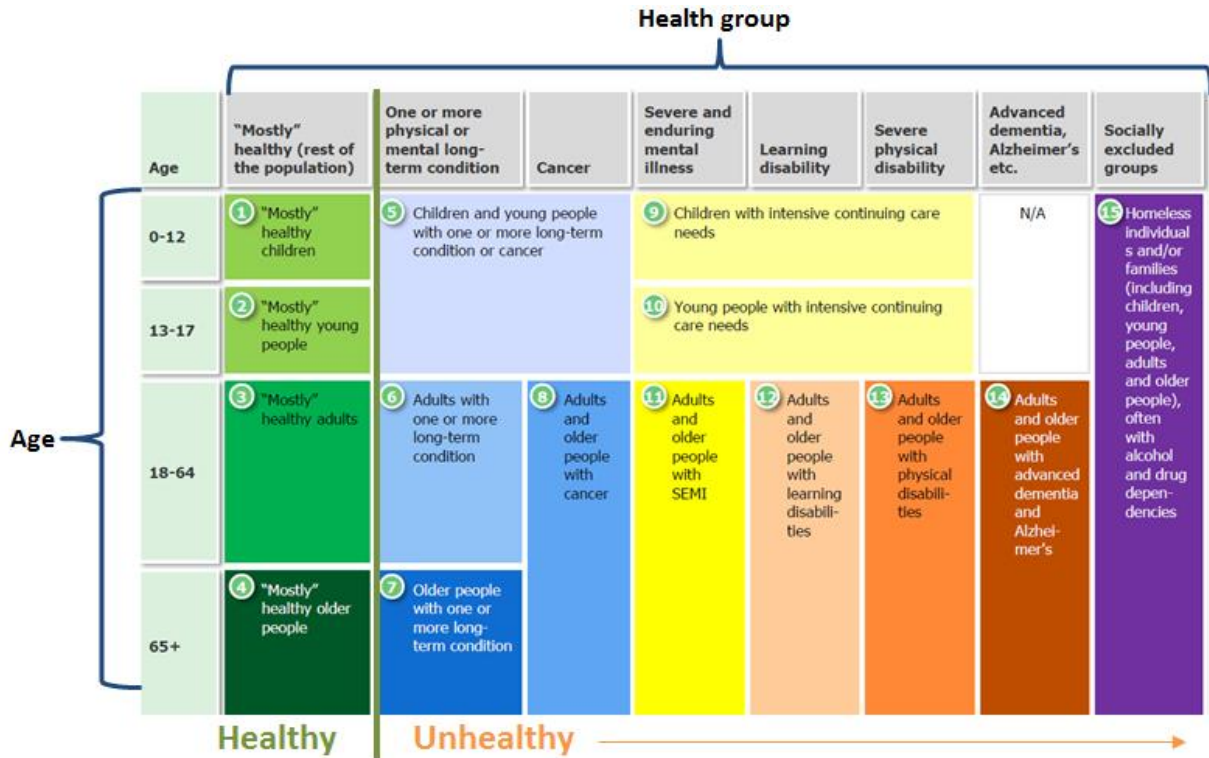 Health group
Age
"Mostly"
healthy (rest of
the population)
One or more
physical or
mental long-
term condition
Cancer
Severe and
enduring
mental
illness
Learning
disability
Severe
physical
disability
Advanced
dementia,
Alzheimer's
etc.
Socially
excluded
groups
Age
0-12
1 "Mostly"
healthy
children
5 Children and young people
with one or more long-term
condition or cancer
9 Children with intensive continuing care
needs
N/A
15 Homeless
individual
s and/or
families
(including
children,
young
people,
adults
and older
people),
often
with
alcohol
and drug
depen-
dencies
13-17
2 "Mostly"
healthy young
people
10 Young people with intensive continuing
care needs
18-64
3 "Mostly"
healthy adults
6 Adults with
one or more
long-term
condition
8 Adults
and
older
people
with
cancer
11 Adults
and
older
people
with
SEMI
12 Adults
and
older
people
with
learning
disabili-
ties
13 Adults
and older
people
with
physical
disabili-
ties
14 Adults
and older
people
with
advanced
dementia
and
Alzhei-
mer's
65+
4 "Mostly"
healthy older
people
7 Older people
with one or
more long-
term condition
Healthy
Unhealthy